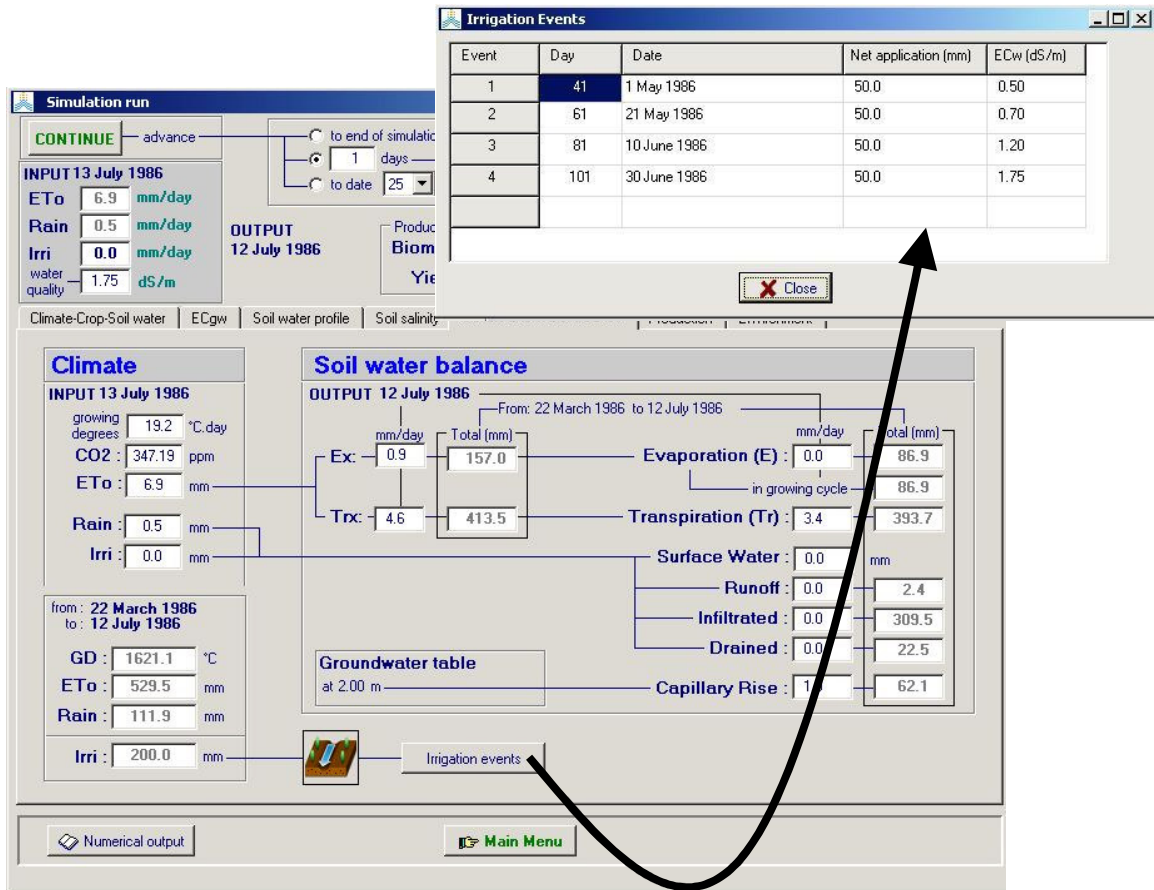 Irrigation Events
Event Day Date Net application (mm) ECw (dS/m)
1 41 1 May 1986 50.0 0.50
2 61 21 May 1986 50.0 0.70
3 81 10 June 1986 50.0 1.20
4 101 30 June 1986 50.0 1.75
Close
Simulation run
CONTINUE advance to end of
1 days
to date 25
INPUT 13 July 1986
ETo 6.9 mm/day
Rain 0.5 mm/day
Irri 0.0 mm/day
water quality 1.75 dS/m
OUTPUT
12 July 1986
Climate-Crop-Soil water ECgw Soil water profile Soil salinity
Climate
INPUT 13 July 1986
growing degrees 19.2 °C.day
CO2 : 347.19 ppm
ETo : 6.9 mm
Rain : 0.5 mm
Irri : 0.0 mm
from : 22 March 1986
to : 12 July 1986
GD : 1621.1 °C
ETo : 529.5 mm
Rain : 111.9 mm
Irri : 200.0 mm
Irrigation events
Soil water balance
OUTPUT 12 July 1986
From: 22 March 1986 to 12 July 1986
mm/day Total (mm) mm/day Total (mm)
Ex: 0.9 157.0 Evaporation (E) : 0.0 86.9
in growing cycle 86.9
Trx: 4.6 413.5 Transpiration (Tr) : 3.4 393.7
Surface Water : 0.0 mm
Runoff : 0.0 2.4
Infiltrated : 0.0 309.5
Drained : 0.0 22.5
Groundwater table
at 2.00 m Capillary Rise : 62.1
Numerical output Main Menu